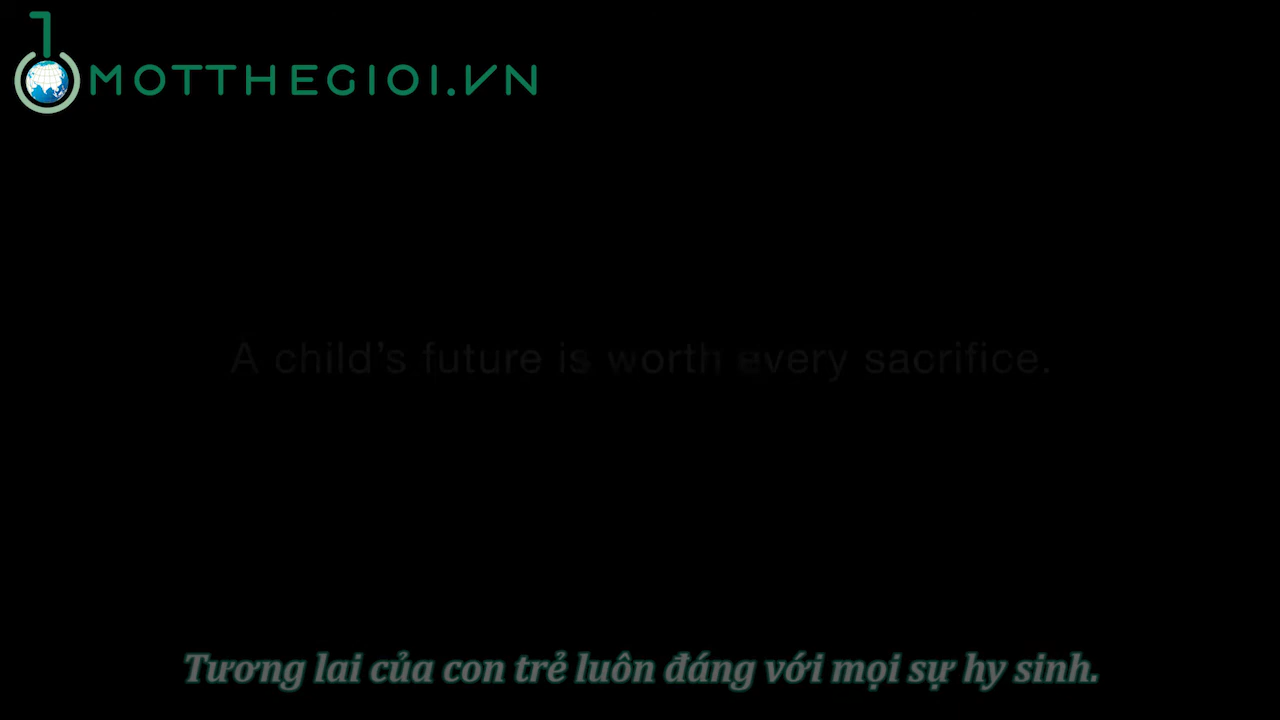 MOTTHEGIOI.VN
A child’s future is worth every sacrifice.
Tương lai của con trẻ luôn đáng với mọi sự hy sinh.